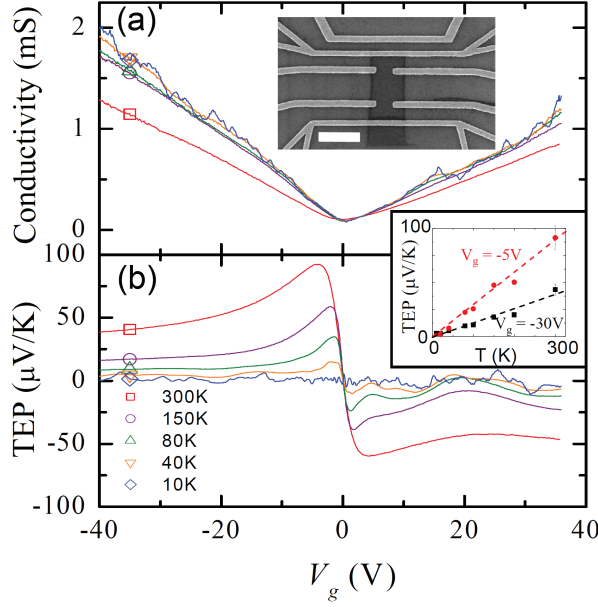 (a)
Conductivity (mS)
2
1
0
(b)
TEP (μV/K)
100
50
0
-50
-100
300K
150K
80K
40K
10K
-40
-20
0
20
40
V_g (V)
100
TEP (μV/K)
0
V_g = -5V
V_g = -30V
0
T (K)
300